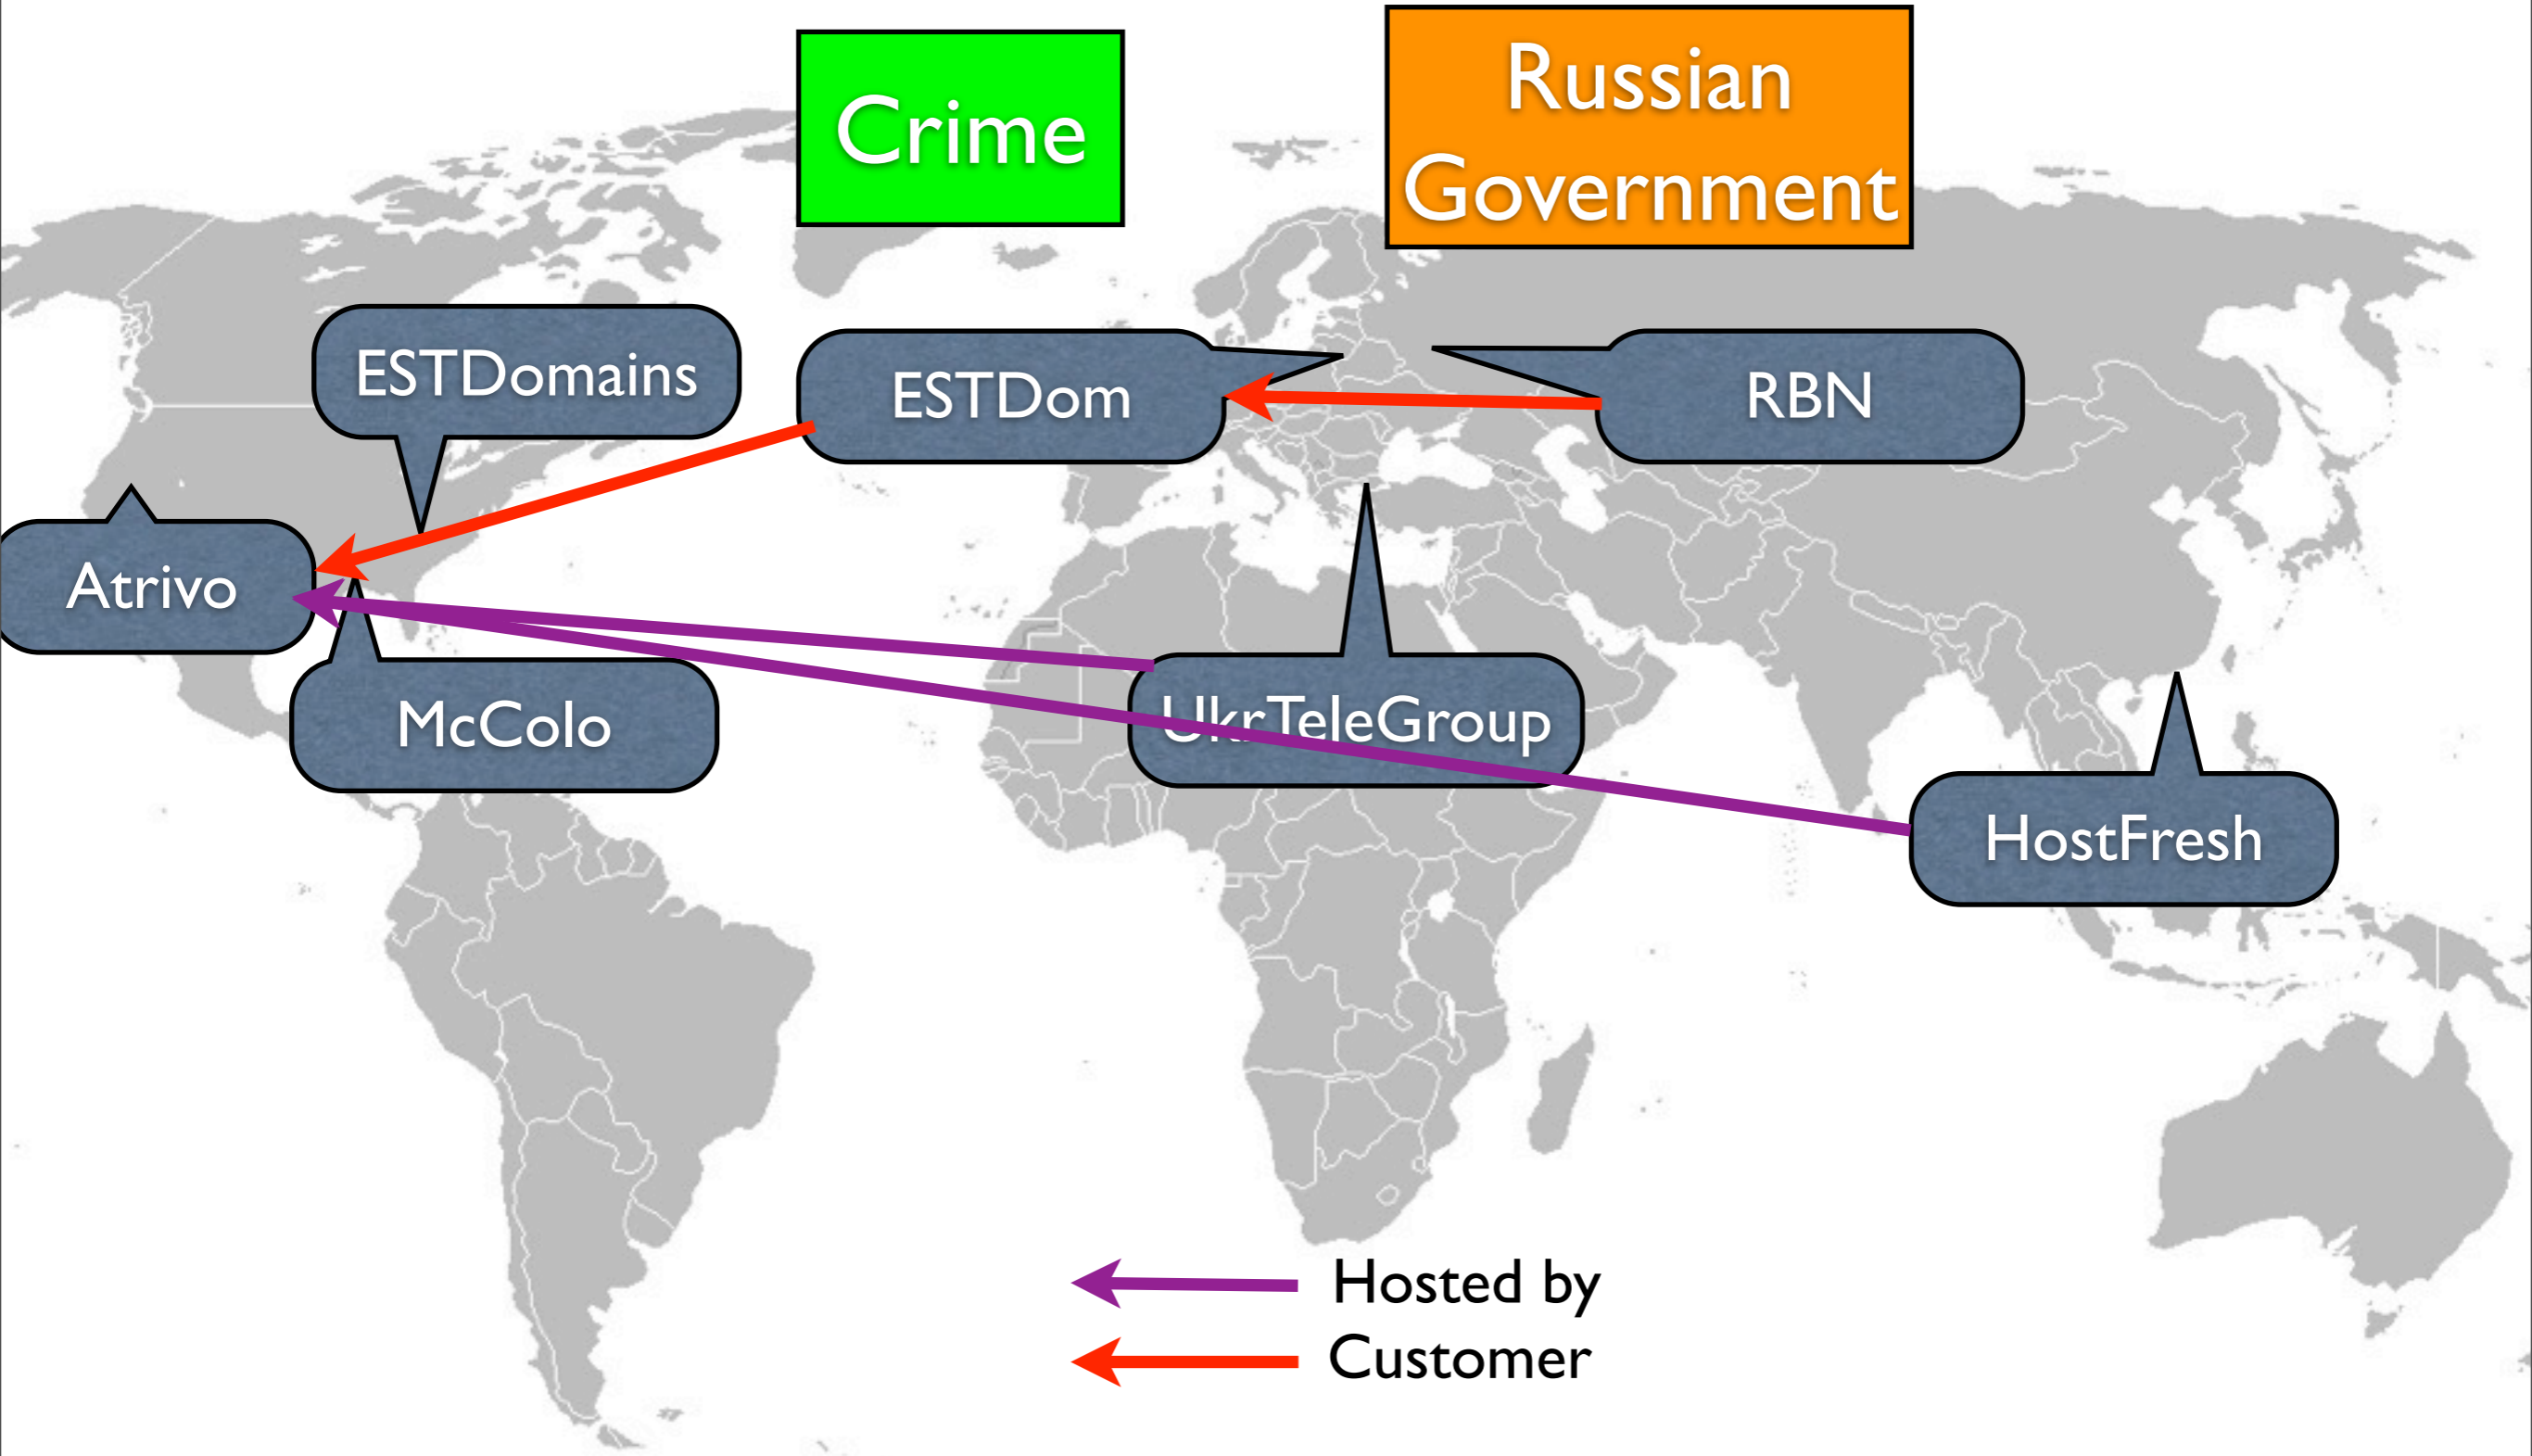 Crime
Russian
Government
ESTDomains
ESTDom
RBN
Atrivo
McColo
UkrTeleGroup
HostFresh
Hosted by
Customer